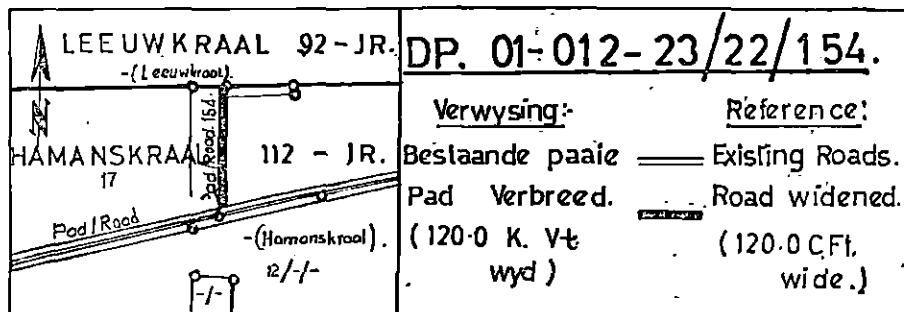 LEEUWKRAAL 92-JR.
-(Leeuwkraal).
N
Pad/Road 154.
HAMANSKRAAL 112 - JR.
17
Pad/Road
-(Hamanskraal).
12/-/-
-/-
DP. 01-012-23/22/154.
Verwysing:-
Reference:
Bestaande paaie
Existing Roads.
Pad Verbreed.
Road widened.
(120.0 K. Vt. wyd)
(120.0 C.Ft. wide.)